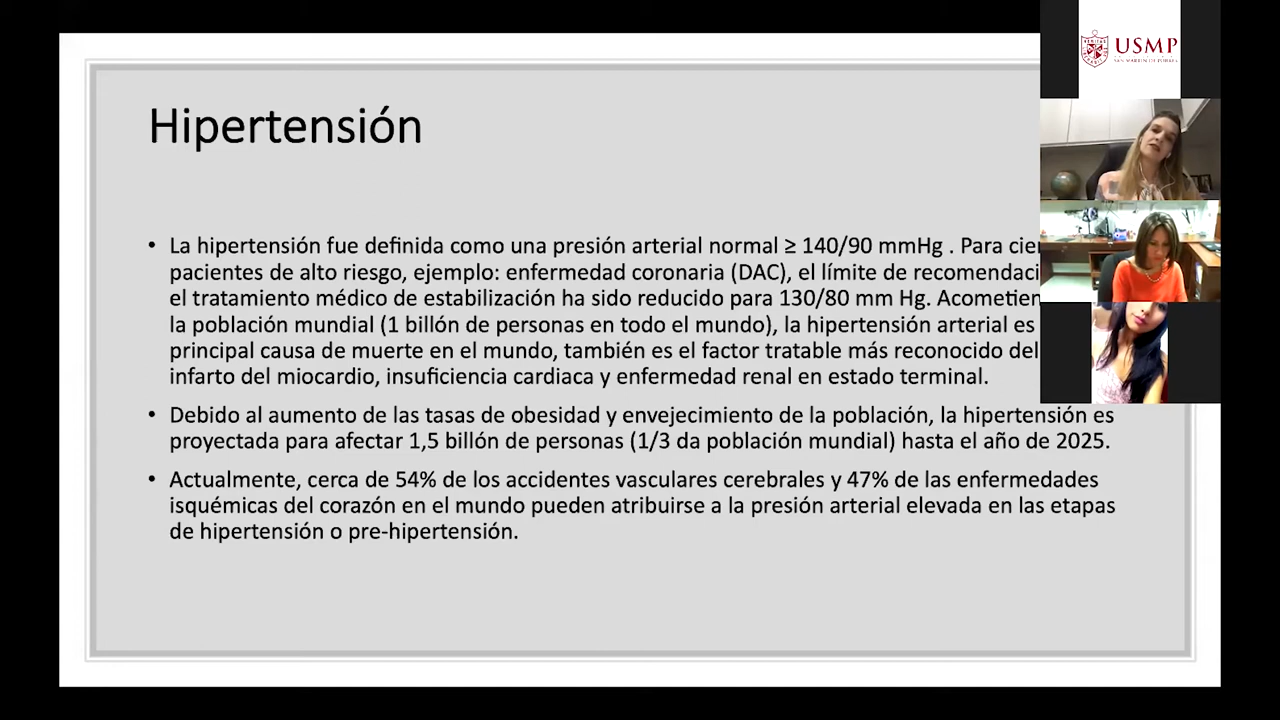 USMP
Hipertensión
• La hipertensión fue definida como una presión arterial normal ≥ 140/90 mmHg . Para
pacientes de alto riesgo, ejemplo: enfermedad coronaria (DAC), el límite de
el tratamiento médico de estabilización ha sido reducido para 130/80 mm Hg.
la población mundial (1 billón de personas en todo el mundo), la hipertensión arterial es
principal causa de muerte en el mundo, también es el factor tratable más reconocido del
infarto del miocardio, insuficiencia cardiaca y enfermedad renal en estado terminal.
• Debido al aumento de las tasas de obesidad y envejecimiento de la población, la hipertensión es
proyectada para afectar 1,5 billón de personas (1/3 da población mundial) hasta el año de 2025.
• Actualmente, cerca de 54% de los accidentes vasculares cerebrales y 47% de las enfermedades
isquémicas del corazón en el mundo pueden atribuirse a la presión arterial elevada en las etapas
de hipertensión o pre-hipertensión.